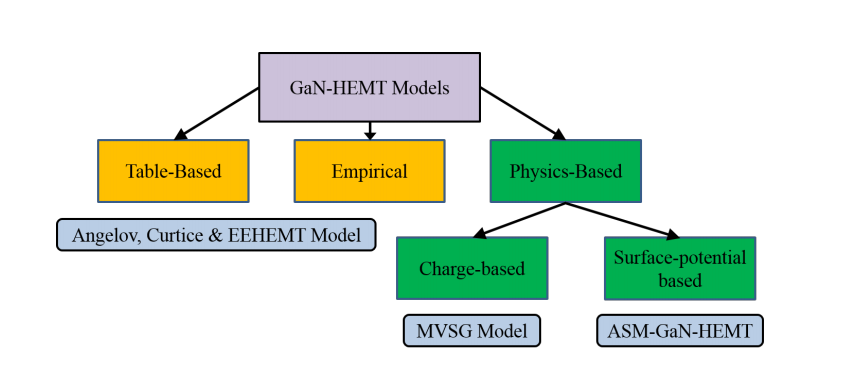 GaN-HEMT Models
Table-Based
Empirical
Physics-Based
Angelov, Curtice & EEHEMT Model
Charge-based
Surface-potential
based
MVSG Model
ASM-GaN-HEMT